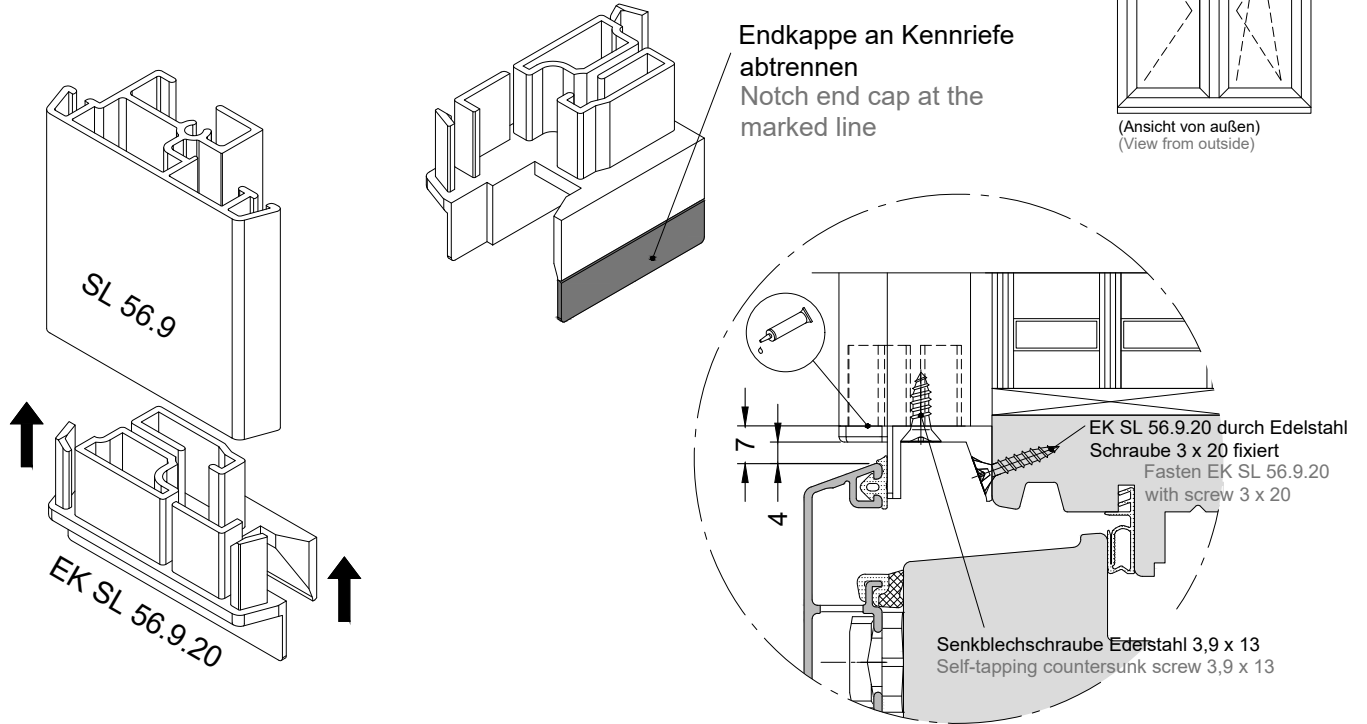 Endkappe an Kennriefe
abtrennen
Notch end cap at the
marked line
(Ansicht von außen)
(View from outside)
SL 56.9
EK SL 56.9.20
7
4
EK SL 56.9.20 durch Edelstahl
Schraube 3 x 20 fixiert
Fasten EK SL 56.9.20
with screw 3 x 20
Senkblechschraube Edelstahl 3,9 x 13
Self-tapping countersunk screw 3,9 x 13